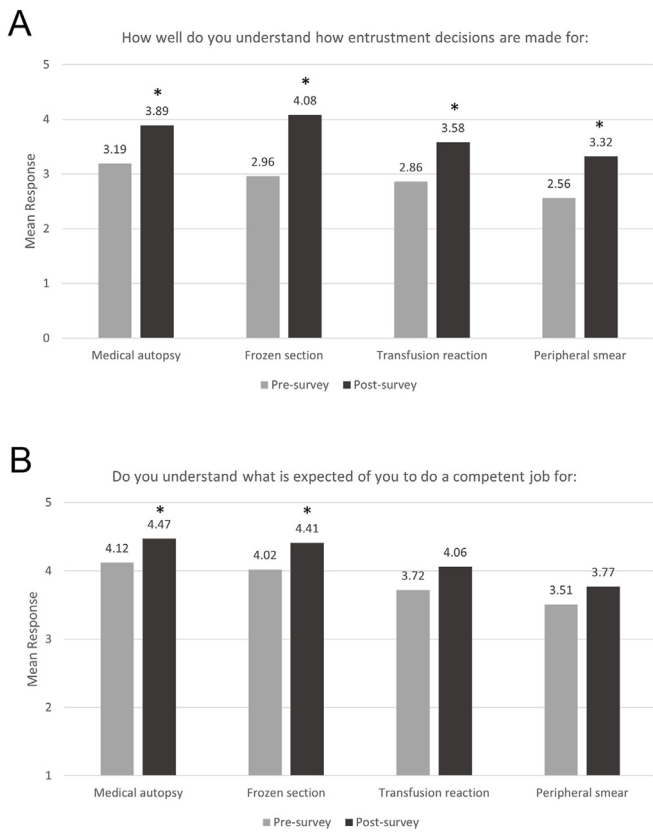 A
How well do you understand how entrustment decisions are made for:
Mean Response
5
4
3
2
1
0
3.19
3.89
*
2.96
4.08
*
2.86
3.58
*
2.56
3.32
*
Medical autopsy
Frozen section
Transfusion reaction
Peripheral smear
Pre-survey Post-survey
B
Do you understand what is expected of you to do a competent job for:
Mean Response
5
4
3
2
1
4.12
4.47
*
4.02
4.41
*
3.72
4.06
3.51
3.77
Medical autopsy
Frozen section
Transfusion reaction
Peripheral smear
Pre-survey Post-survey